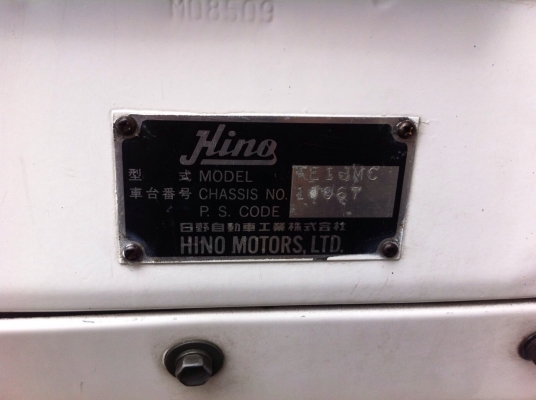 M08509
Hino
型 式 MODEL
車台番号 CHASSIS NO.
P. S. CODE
日野自動車工業株式会社
HINO MOTORS, LTD.